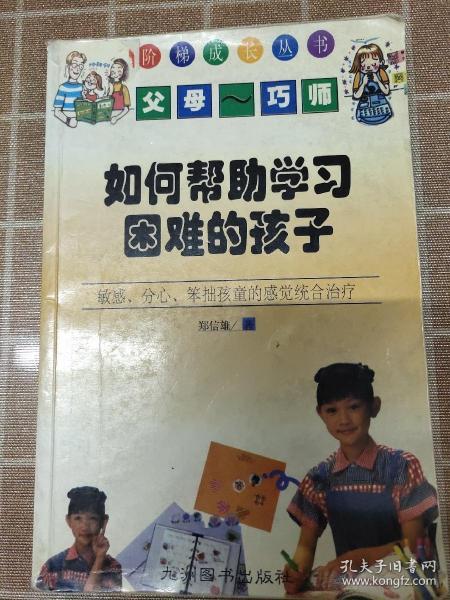 阶梯成长丛书
父母～巧师
如何帮助学习
困难的孩子
敏感、分心、笨拙孩童的感觉统合治疗
郑信雄/著
九洲图书出版社
孔夫子旧书网
www.kongfz.com